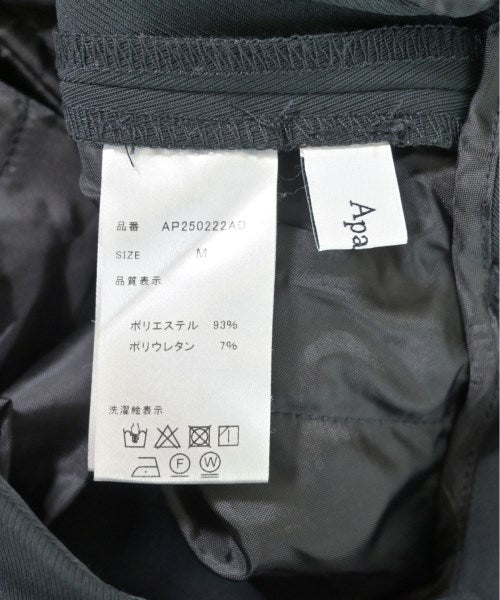 品番 AP250222AD
SIZE M
品質表示
ポリエステル 93%
ポリウレタン 7%
洗濯絵表示
F W
Apa